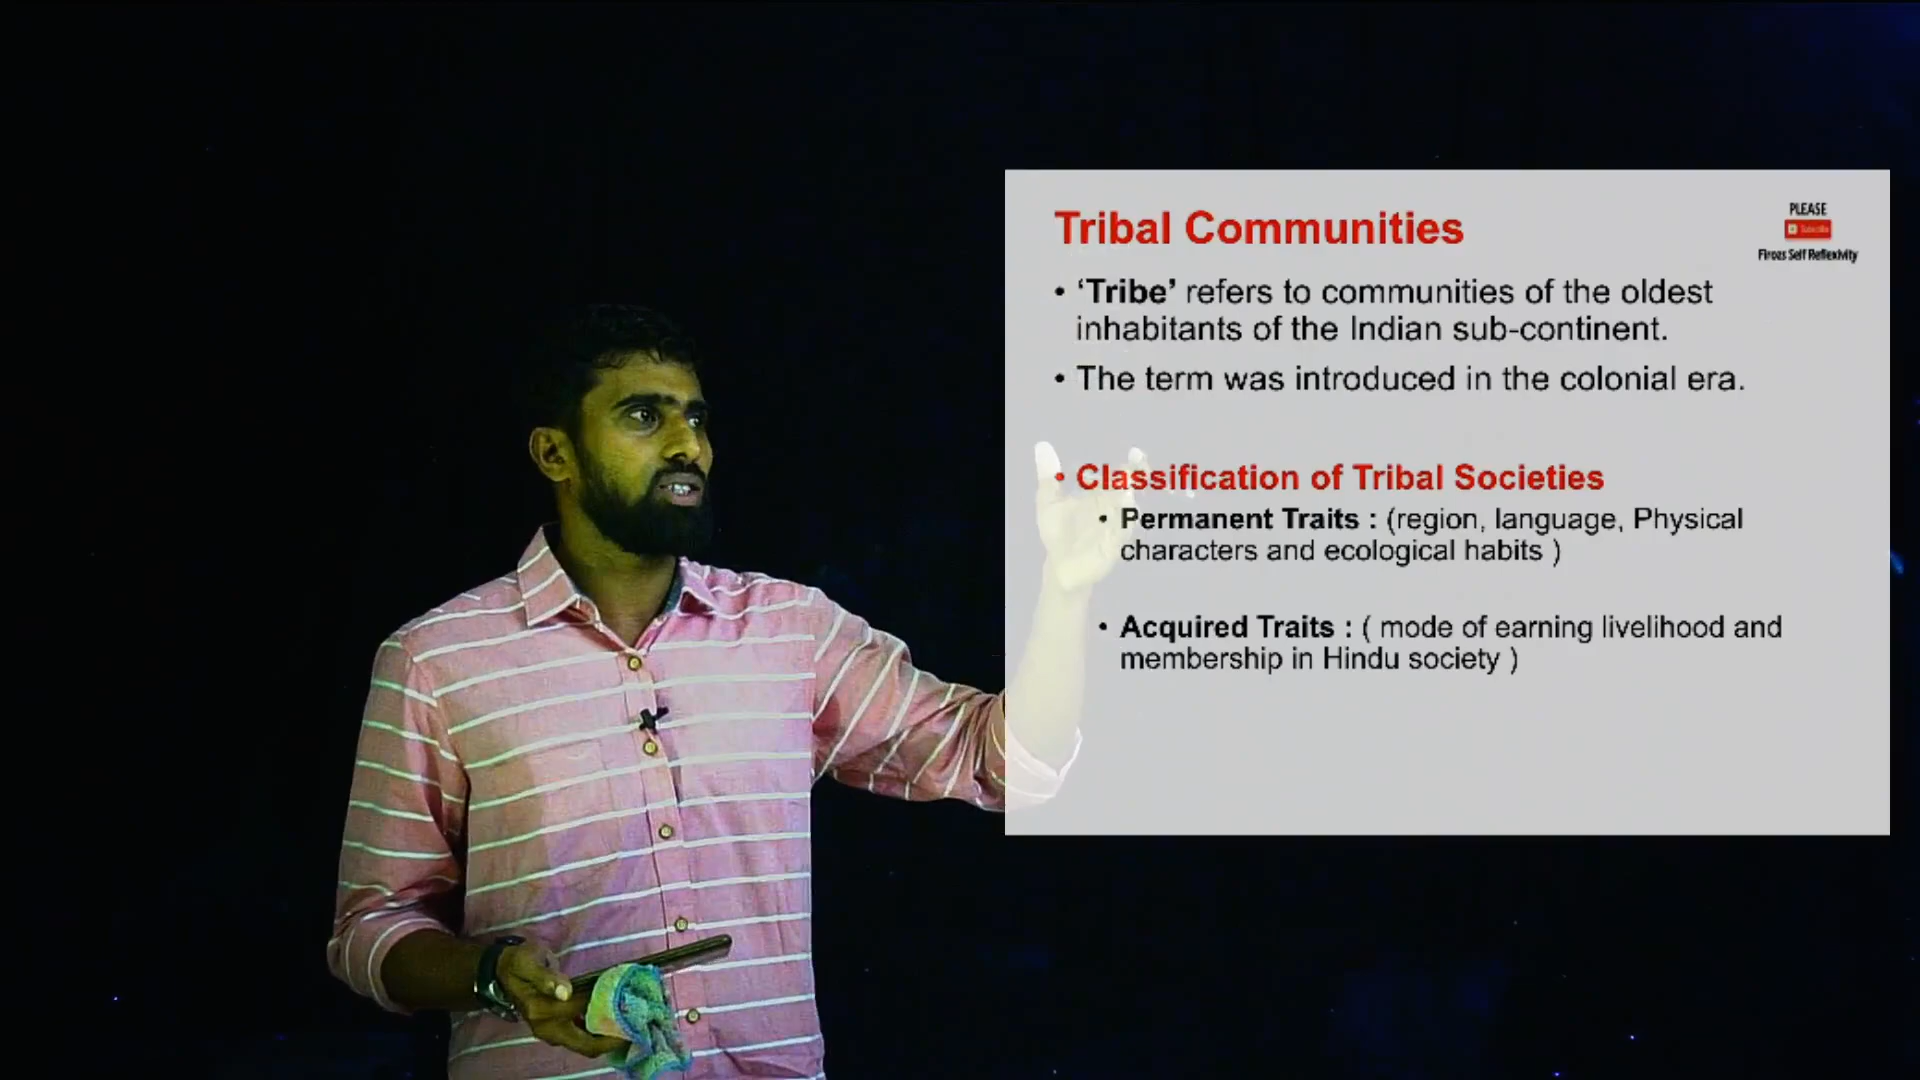 Tribal Communities
PLEASE
Subscribe
Firozs Self Reflexivity
• ‘Tribe’ refers to communities of the oldest
inhabitants of the Indian sub-continent.
• The term was introduced in the colonial era.
• Classification of Tribal Societies
• Permanent Traits : (region, language, Physical
characters and ecological habits )
• Acquired Traits : ( mode of earning livelihood and
membership in Hindu society )